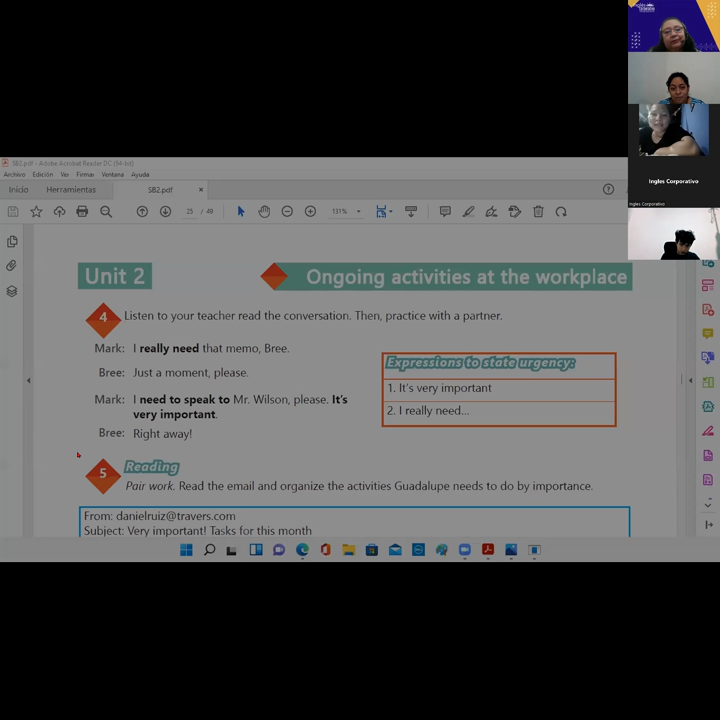 SB2.pdf - Adobe Acrobat Reader DC (64-bit)
Archivo Edición Ver Firmar Ventana Ayuda
Inicio Herramientas SB2.pdf ×
25 / 49 131%
Unit 2 Ongoing activities at the workplace
4 Listen to your teacher read the conversation. Then, practice with a partner.
Mark: I really need that memo, Bree.
Bree: Just a moment, please.
Mark: I need to speak to Mr. Wilson, please. It's
very important.
Bree: Right away!
Expressions to state urgency:
1. It's very important
2. I really need...
5 Reading
Pair work. Read the email and organize the activities Guadalupe needs to do by importance.
From: danielruiz@travers.com
Subject: Very important! Tasks for this month
Ingles Corporativo
Ingles Corporativo